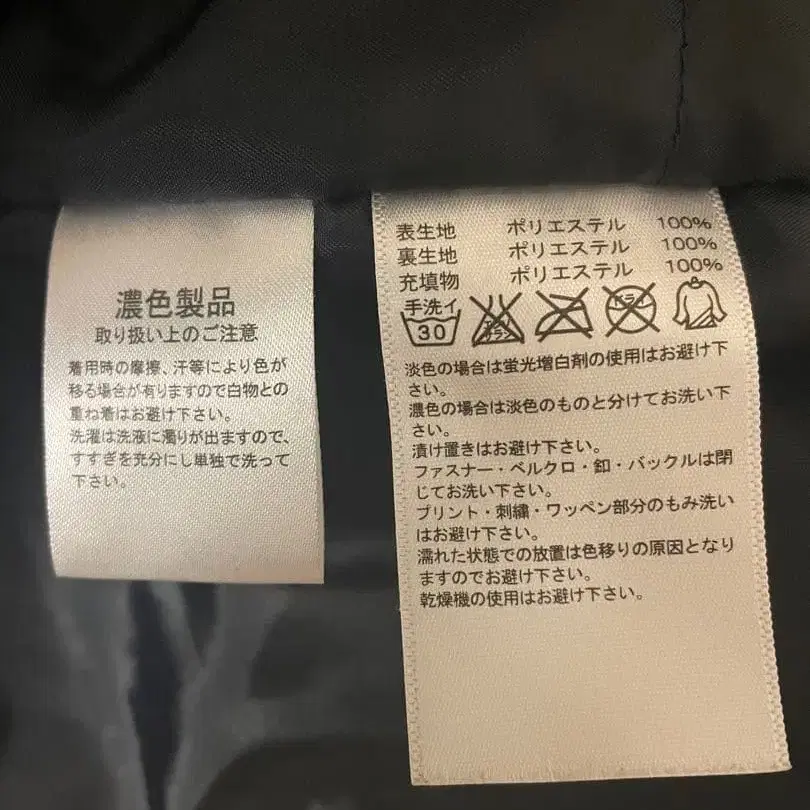 濃色製品
取り扱い上のご注意
着用時の摩擦、汗等により色が
移る場合が有りますので白物との
重ね着はお避け下さい。
洗濯は洗液に濁りが出ますので、
すすぎを充分にし単独で洗って
下さい。
表生地 ポリエステル 100%
裏生地 ポリエステル 100%
充填物 ポリエステル 100%
手洗イ
30
エンソ
サラシ
ドライ
淡色の場合は蛍光増白剤の使用はお避け下
さい。
濃色の場合は淡色のものと分けてお洗い下
さい。
漬け置きはお避け下さい。
ファスナー・ベルクロ・釦・バックルは閉
じてお洗い下さい。
プリント・刺繍・ワッペン部分のもみ洗い
はお避け下さい。
濡れた状態での放置は色移りの原因となり
ますのでお避け下さい。
乾燥機の使用はお避け下さい。